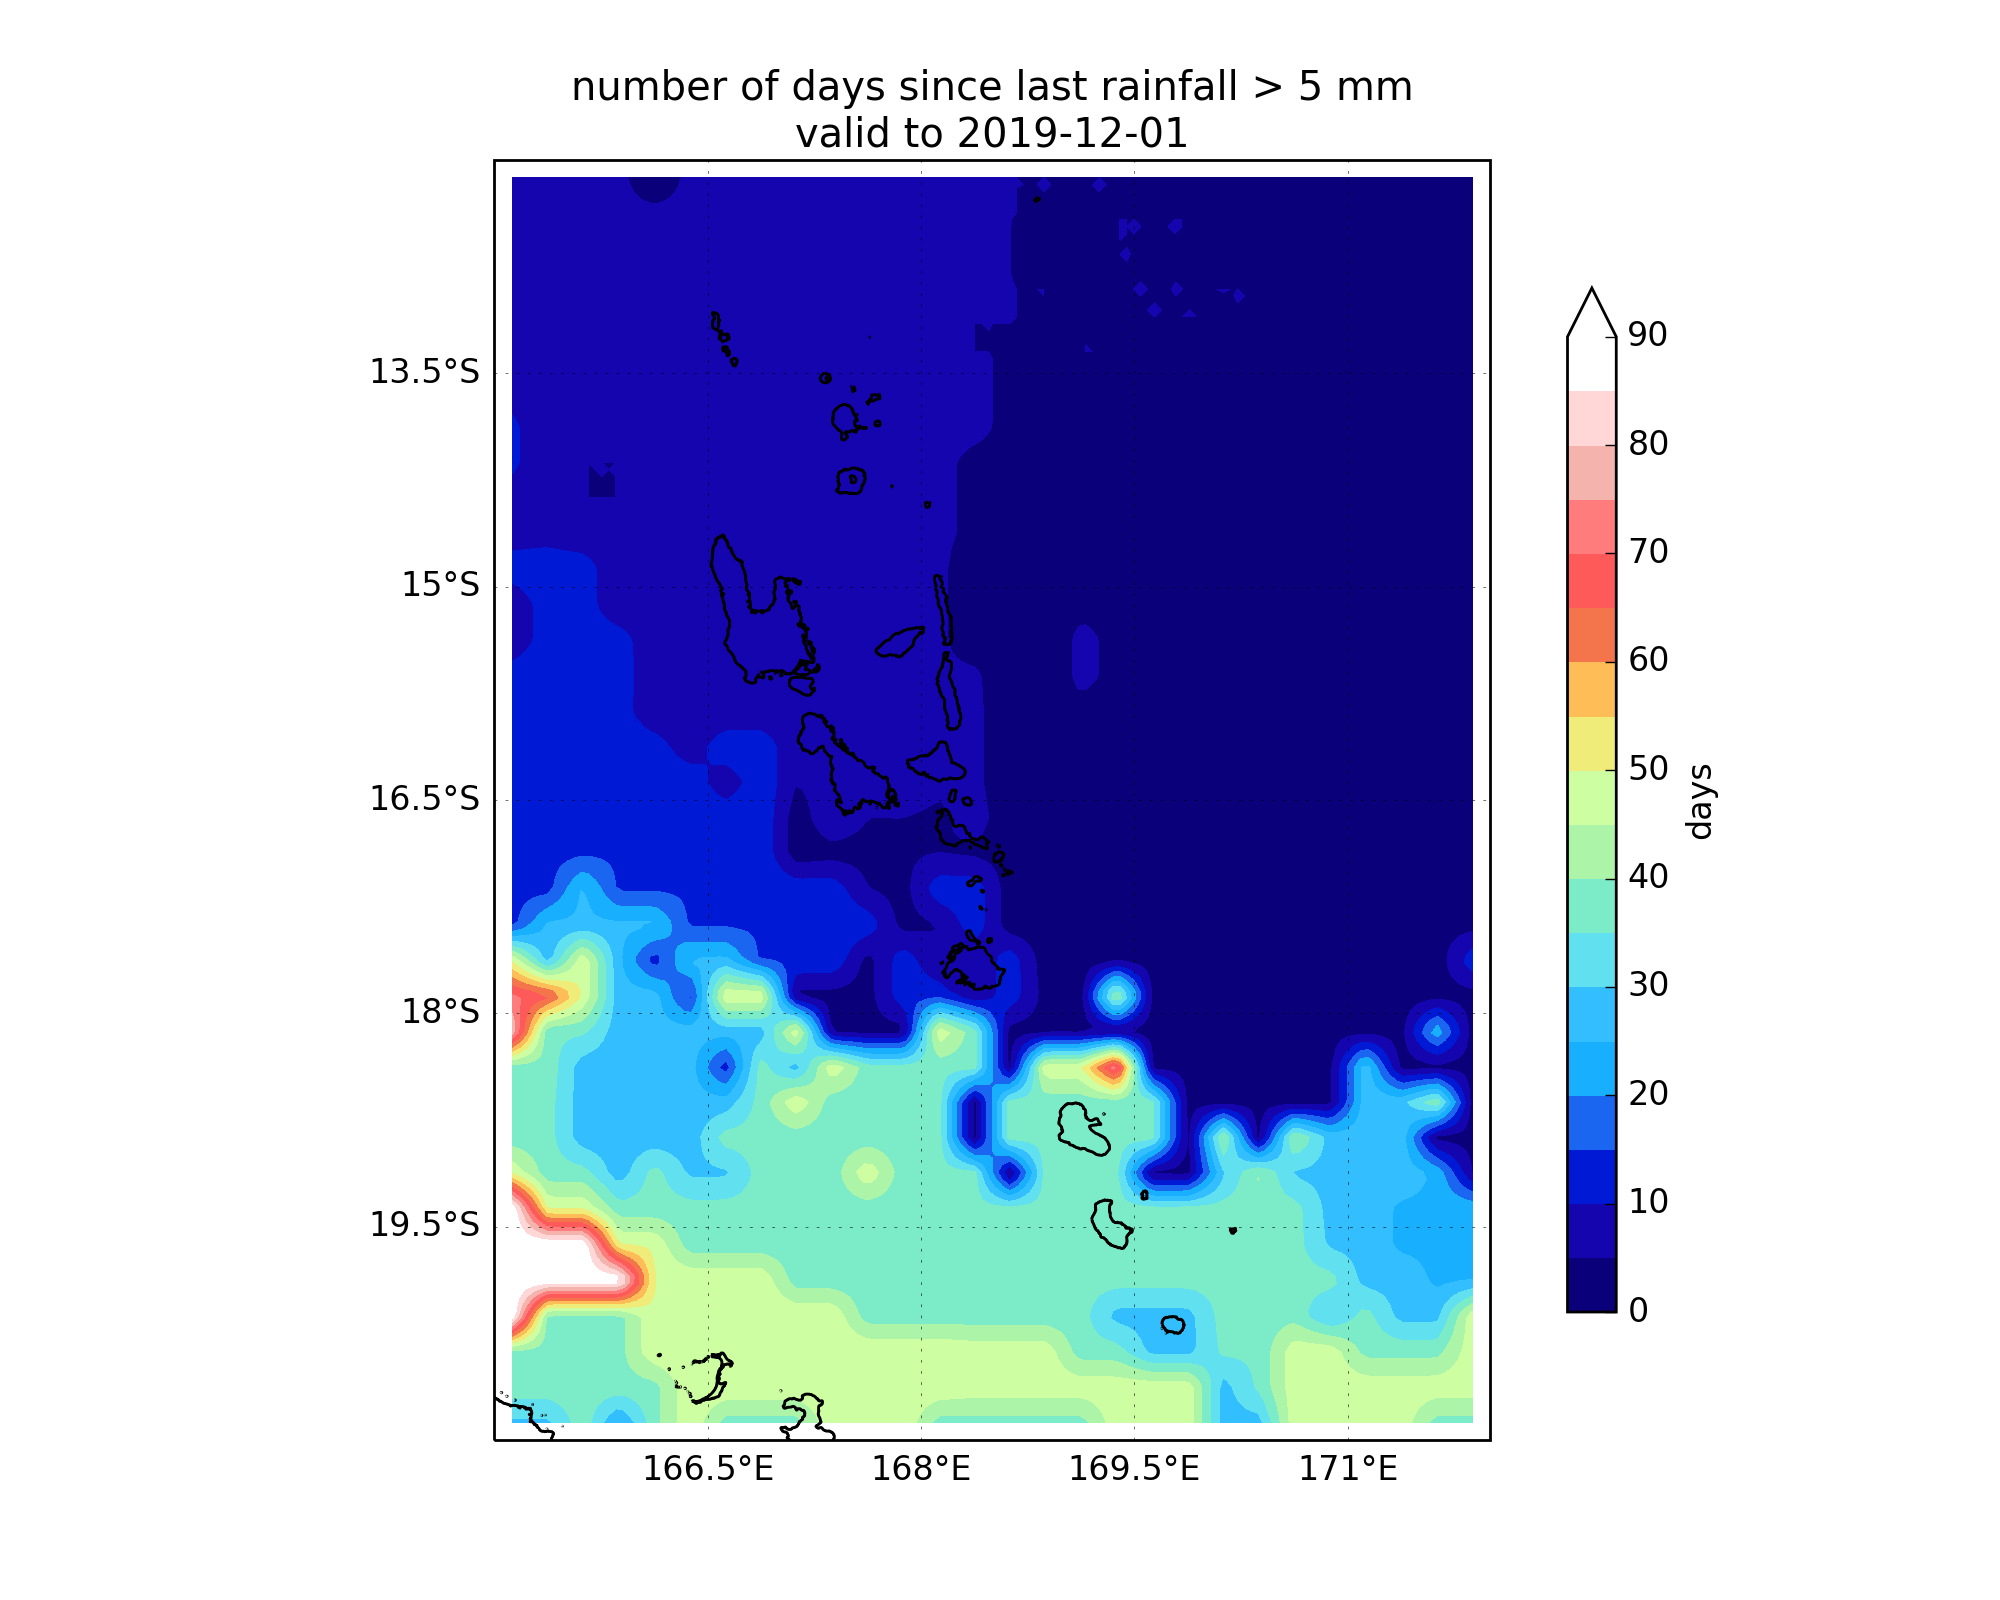 number of days since last rainfall > 5 mm
valid to 2019-12-01
13.5°S
15°S
16.5°S
18°S
19.5°S
166.5°E
168°E
169.5°E
171°E
90
80
70
60
50
40
30
20
10
0
days